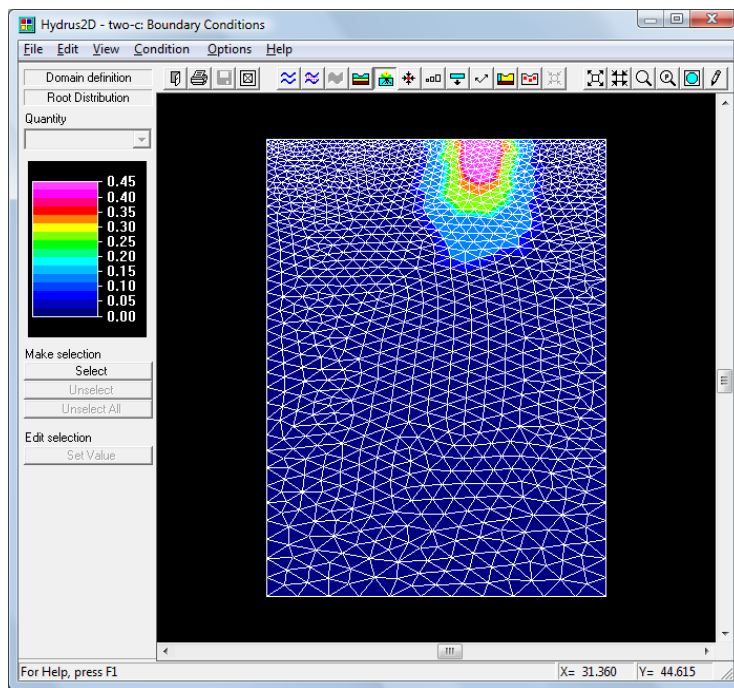 Hydrus2D - two-c: Boundary Conditions
File Edit View Condition Options Help
Domain definition
Root Distribution
Quantity
0.45
0.40
0.35
0.30
0.25
0.20
0.15
0.10
0.05
0.00
Make selection
Select
Unselect
Unselect All
Edit selection
Set Value
For Help, press F1
X= 31.360 Y= 44.615